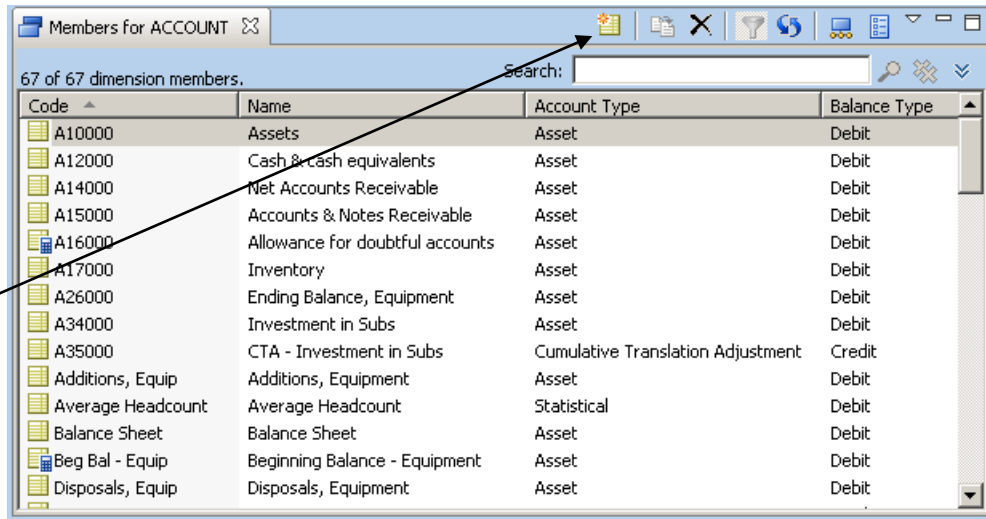 Members for ACCOUNT
67 of 67 dimension members. Search:
Code Name Account Type Balance Type
A10000 Assets Asset Debit
A12000 Cash & cash equivalents Asset Debit
A14000 Net Accounts Receivable Asset Debit
A15000 Accounts & Notes Receivable Asset Debit
A16000 Allowance for doubtful accounts Asset Debit
A17000 Inventory Asset Debit
A26000 Ending Balance, Equipment Asset Debit
A34000 Investment in Subs Asset Debit
A35000 CTA - Investment in Subs Cumulative Translation Adjustment Credit
Additions, Equip Additions, Equipment Asset Debit
Average Headcount Average Headcount Statistical Debit
Balance Sheet Balance Sheet Asset Debit
Beg Bal - Equip Beginning Balance - Equipment Asset Debit
Disposals, Equip Disposals, Equipment Asset Debit